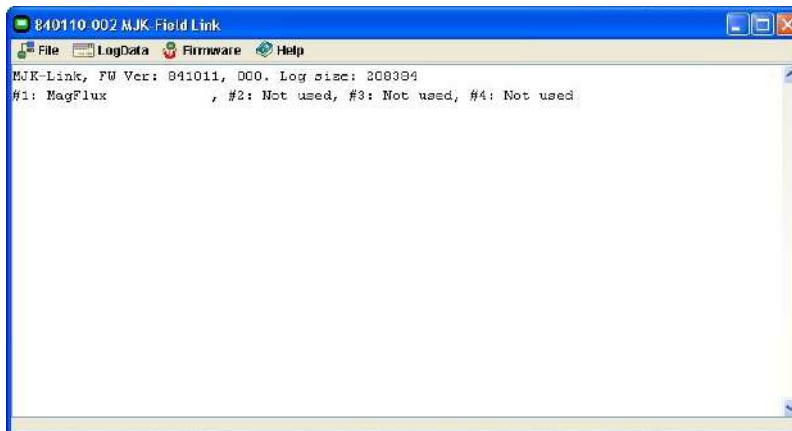 840110-002 MJK-Field Link
File LogData Firmware Help
MJK-Link, FW Ver: 841011, 000. Log size: 208384
#1: MagFlux , #2: Not used, #3: Not used, #4: Not used